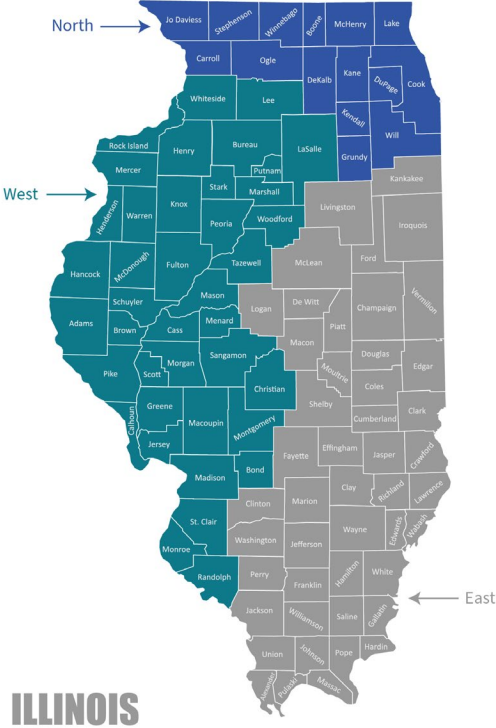 North
Jo Daviess
Stephenson
Winnebago
Boone
McHenry
Lake
Carroll
Ogle
DeKalb
Kane
DuPage
Cook
Kendall
Will
Grundy
Whiteside
Lee
Rock Island
Henry
Bureau
LaSalle
Mercer
Putnam
Kankakee
West
Henderson
Warren
Knox
Stark
Marshall
Peoria
Woodford
Livingston
Iroquois
Hancock
McDonough
Fulton
Tazewell
McLean
Ford
Mason
Logan
De Witt
Piatt
Champaign
Vermilion
Schuyler
Adams
Brown
Cass
Menard
Macon
Pike
Scott
Morgan
Sangamon
Christian
Moultrie
Douglas
Edgar
Coles
Shelby
Calhoun
Greene
Macoupin
Montgomery
Cumberland
Clark
Jersey
Fayette
Effingham
Jasper
Crawford
Madison
Bond
Clinton
Marion
Clay
Richland
Lawrence
St. Clair
Monroe
Washington
Jefferson
Wayne
Edwards
Wabash
Randolph
Perry
Franklin
Hamilton
White
East
Jackson
Williamson
Saline
Gallatin
Union
Johnson
Pope
Hardin
Alexander
Pulaski
Massac
ILLINOIS